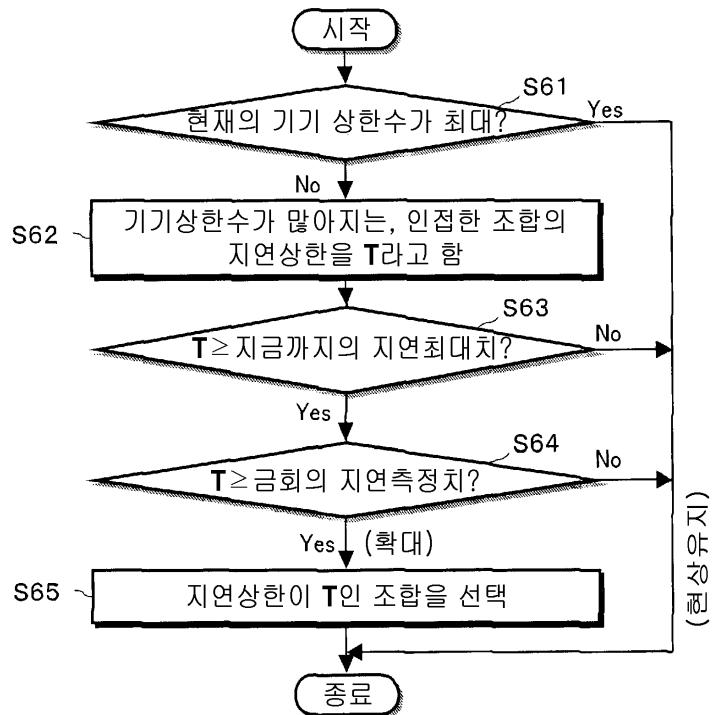 시작
S61
현재의 기기 상한수가 최대?
Yes
No
S62
기기상한수가 많아지는, 인접한 조합의
지연상한을 T라고 함
S63
T≥지금까지의 지연최대치?
No
Yes
S64
T≥금회의 지연측정치?
No
Yes (확대)
(현상유지)
S65
지연상한이 T인 조합을 선택
종료